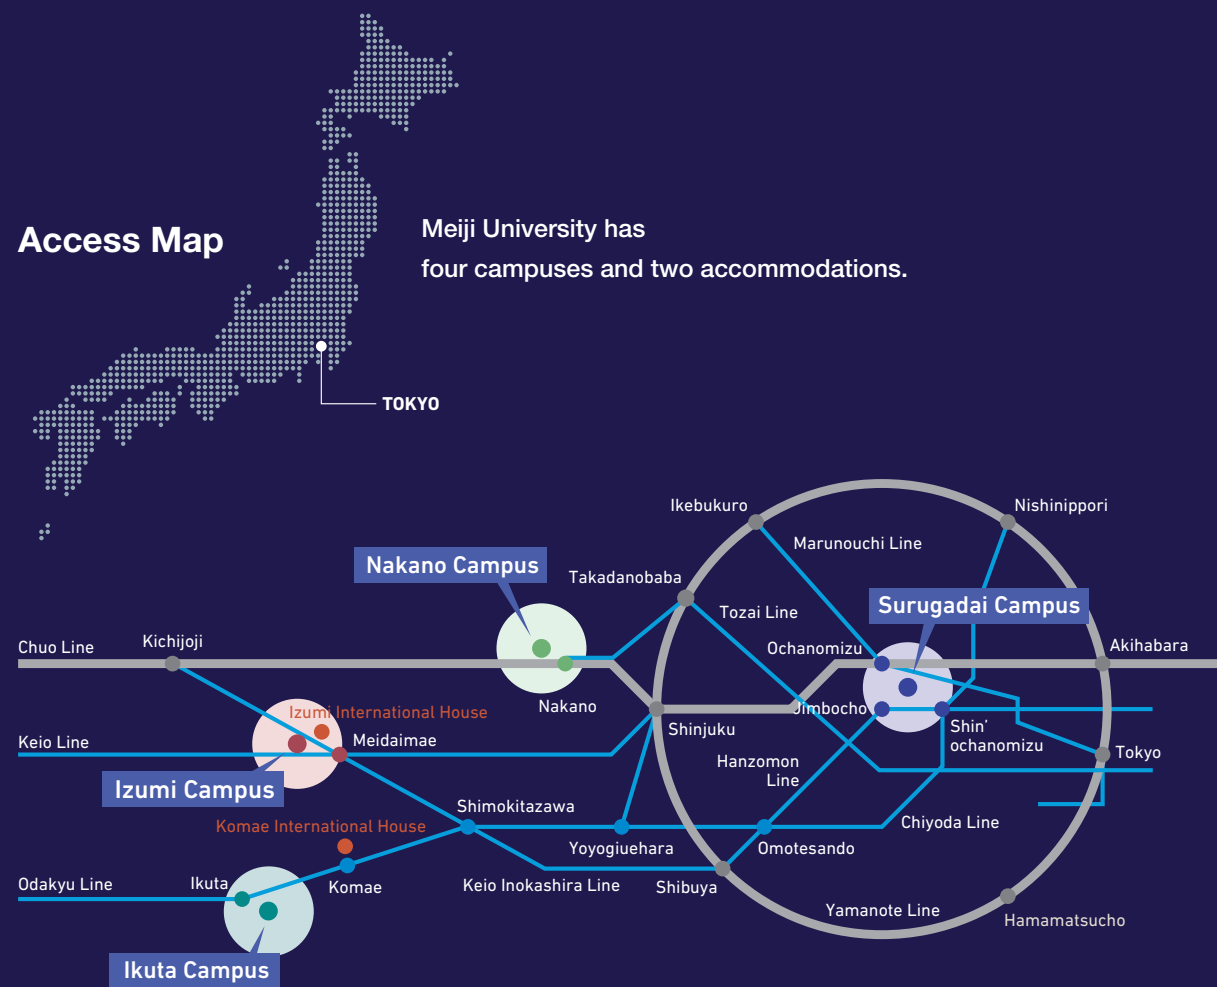 Access Map
Meiji University has
four campuses and two accommodations.
TOKYO
Ikebukuro
Nishinippori
Marunouchi Line
Nakano Campus
Takadanobaba
Surugadai Campus
Tozai Line
Chuo Line
Kichijoji
Ochanomizu
Akihabara
Izumi International House
Nakano
Jimbocho
Shinjuku
Shin'
ochanomizu
Keio Line
Meidaimae
Tokyo
Hanzomon
Line
Izumi Campus
Shimokitazawa
Komae International House
Chiyoda Line
Yoyogiuehara
Omotesando
Odakyu Line
Ikuta
Komae
Keio Inokashira Line
Shibuya
Yamanote Line
Hamamatsucho
Ikuta Campus